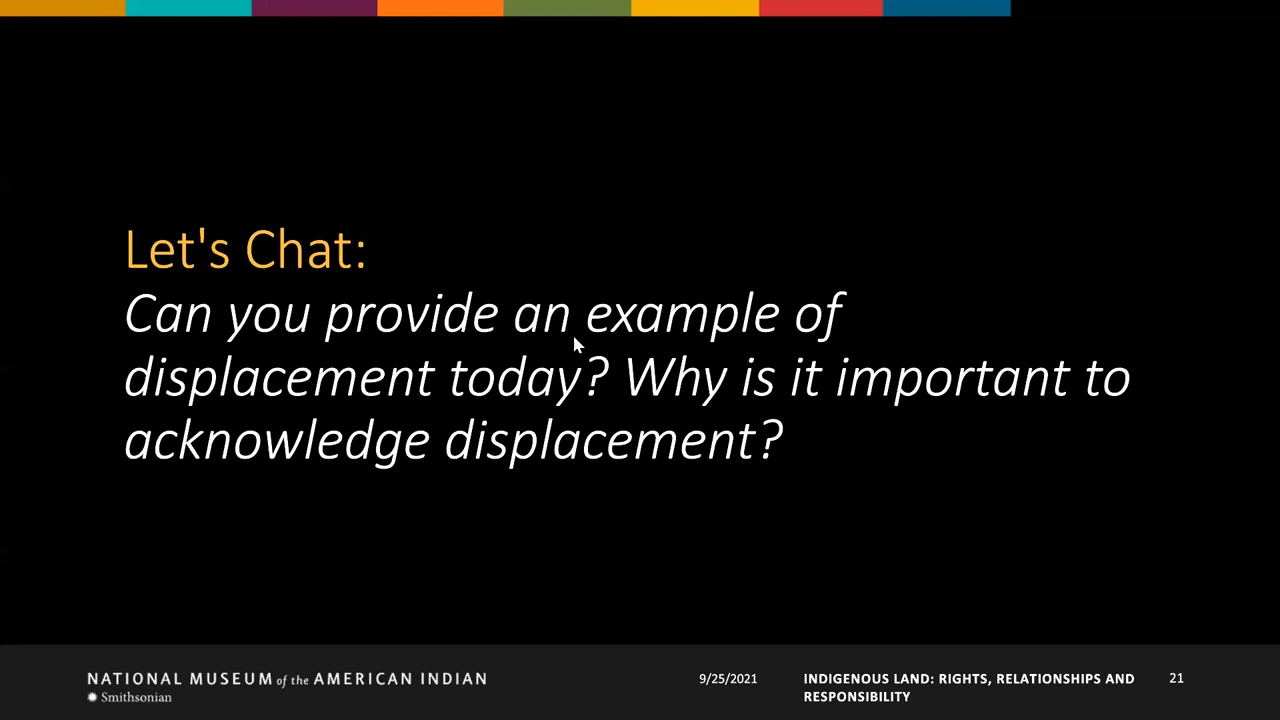 Let's Chat:
Can you provide an example of
displacement today? Why is it important to
acknowledge displacement?
NATIONAL MUSEUM of the AMERICAN INDIAN
Smithsonian
9/25/2021
INDIGENOUS LAND: RIGHTS, RELATIONSHIPS AND
RESPONSIBILITY
21